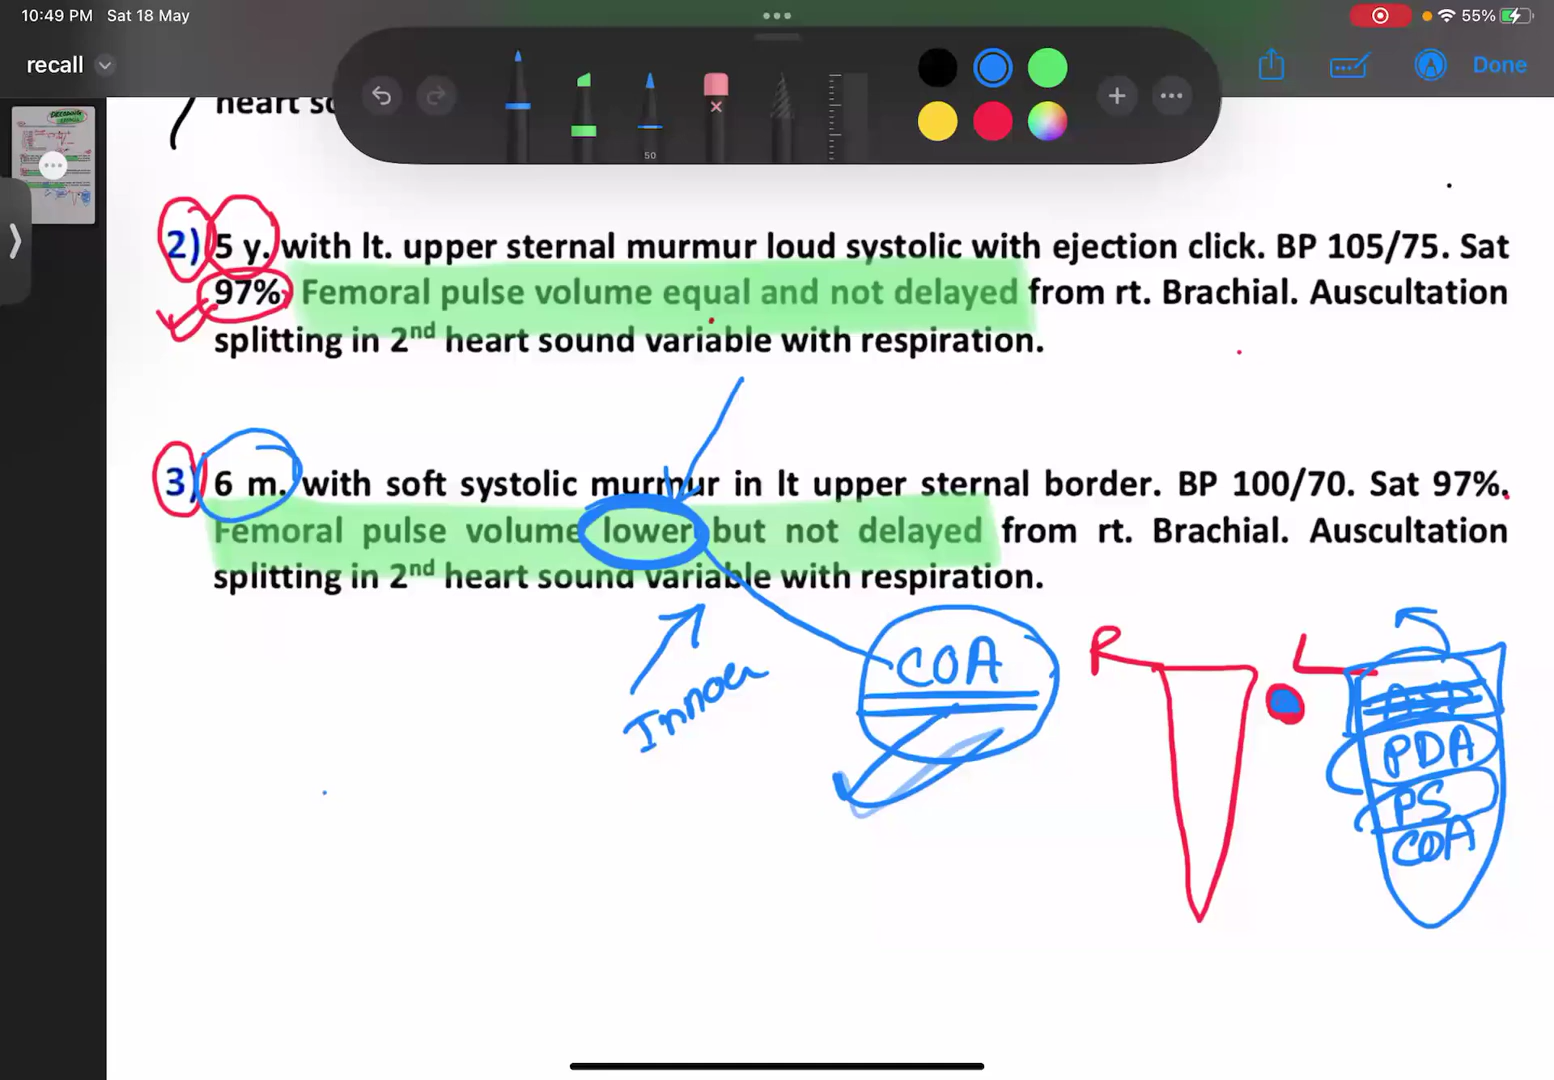 10:49 PM Sat 18 May
55%
recall
Done
50
heart so
2) 5 y. with lt. upper sternal murmur loud systolic with ejection click. BP 105/75. Sat
97% Femoral pulse volume equal and not delayed from rt. Brachial. Auscultation
splitting in 2nd heart sound variable with respiration.
3) 6 m. with soft systolic murmur in lt upper sternal border. BP 100/70. Sat 97%.
Femoral pulse volume lower but not delayed from rt. Brachial. Auscultation
splitting in 2nd heart sound variable with respiration.
COA
R
L
PDA
PS
COA